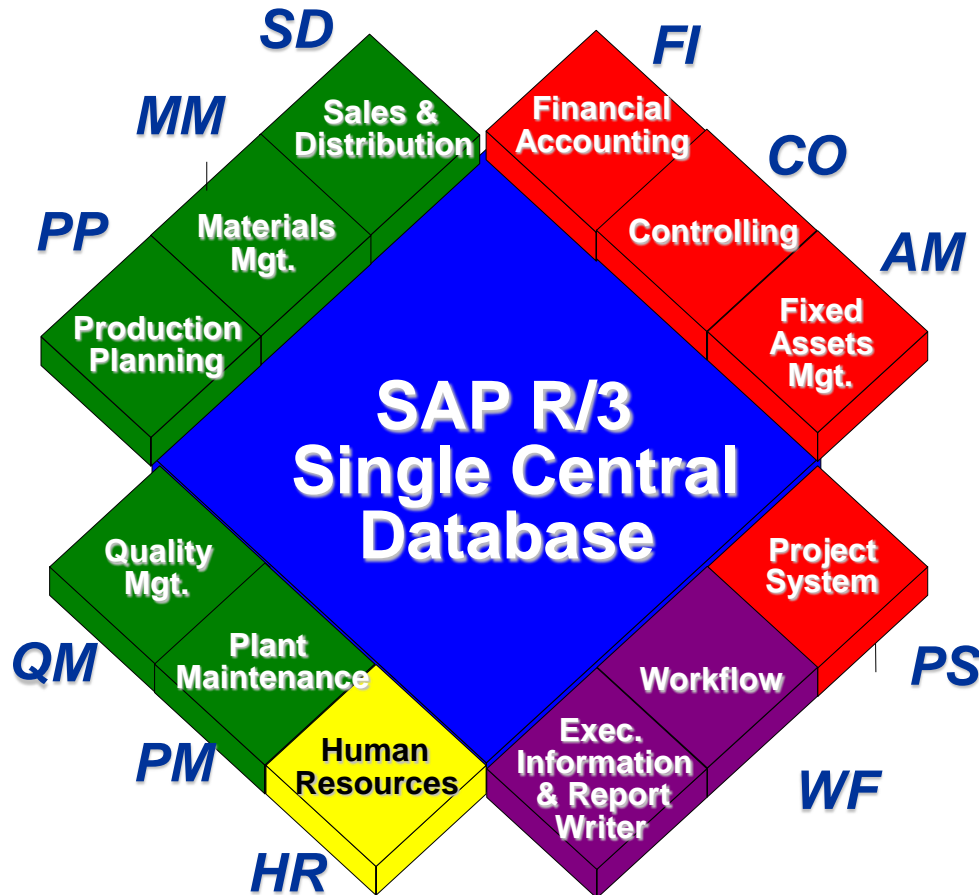 SD
FI
MM
Sales &
Distribution
Financial
Accounting
CO
PP
Materials
Mgt.
Controlling
AM
Production
Planning
Fixed
Assets
Mgt.
SAP R/3
Single Central
Database
Quality
Mgt.
Project
System
QM
Plant
Maintenance
Workflow
PS
PM
Human
Resources
Exec.
Information
& Report
Writer
WF
HR